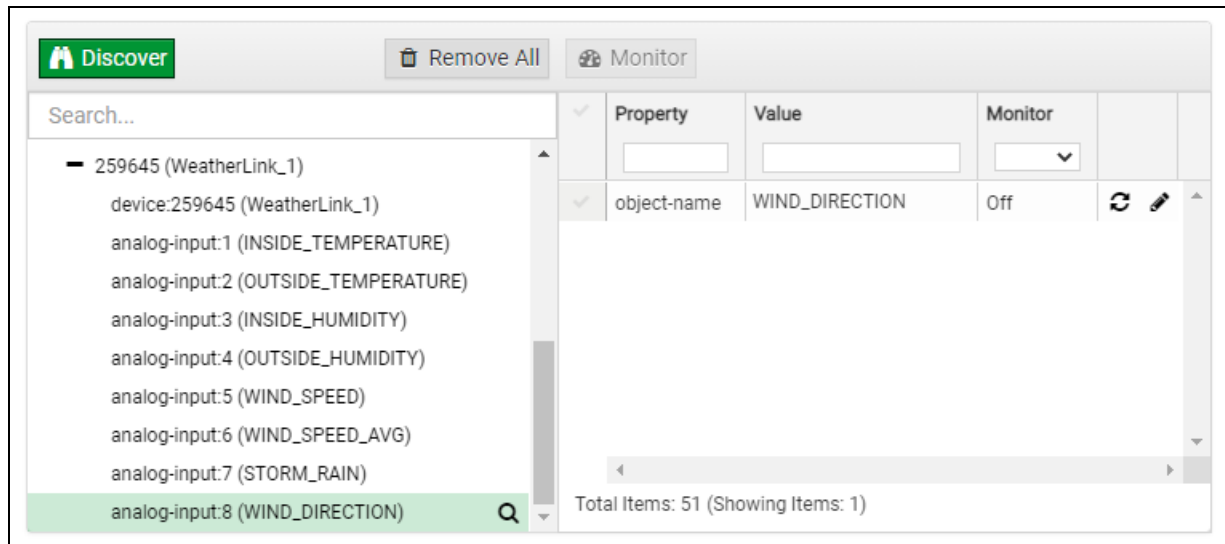 Discover
Remove All
Monitor
Search...
259645 (WeatherLink_1)
device:259645 (WeatherLink_1)
analog-input:1 (INSIDE_TEMPERATURE)
analog-input:2 (OUTSIDE_TEMPERATURE)
analog-input:3 (INSIDE_HUMIDITY)
analog-input:4 (OUTSIDE_HUMIDITY)
analog-input:5 (WIND_SPEED)
analog-input:6 (WIND_SPEED_AVG)
analog-input:7 (STORM_RAIN)
analog-input:8 (WIND_DIRECTION)
Property Value Monitor
object-name WIND_DIRECTION Off
Total Items: 51 (Showing Items: 1)